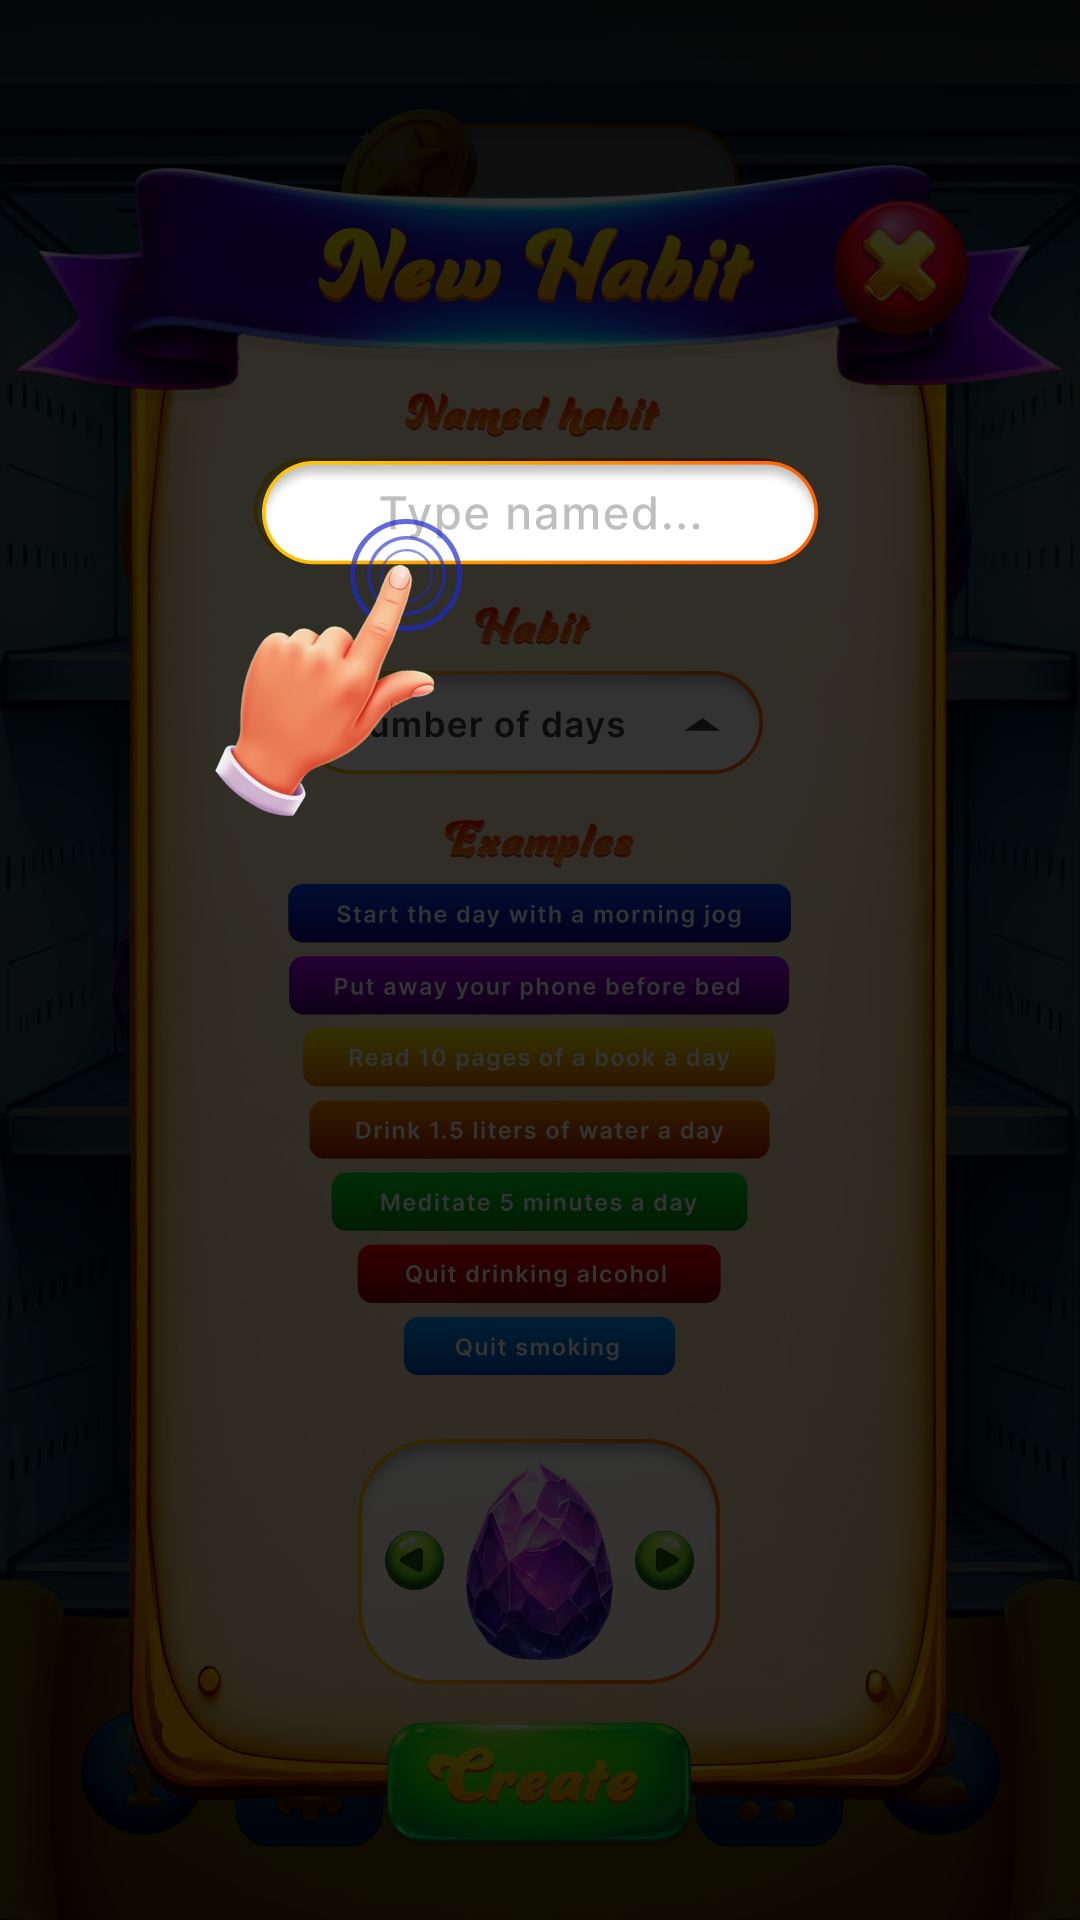 New Habit
Named habit
Type named...
Habit
umber of days
Examples
Start the day with a morning jog
Put away your phone before bed
Read 10 pages of a book a day
Drink 1.5 liters of water a day
Meditate 5 minutes a day
Quit drinking alcohol
Quit smoking
Create
1